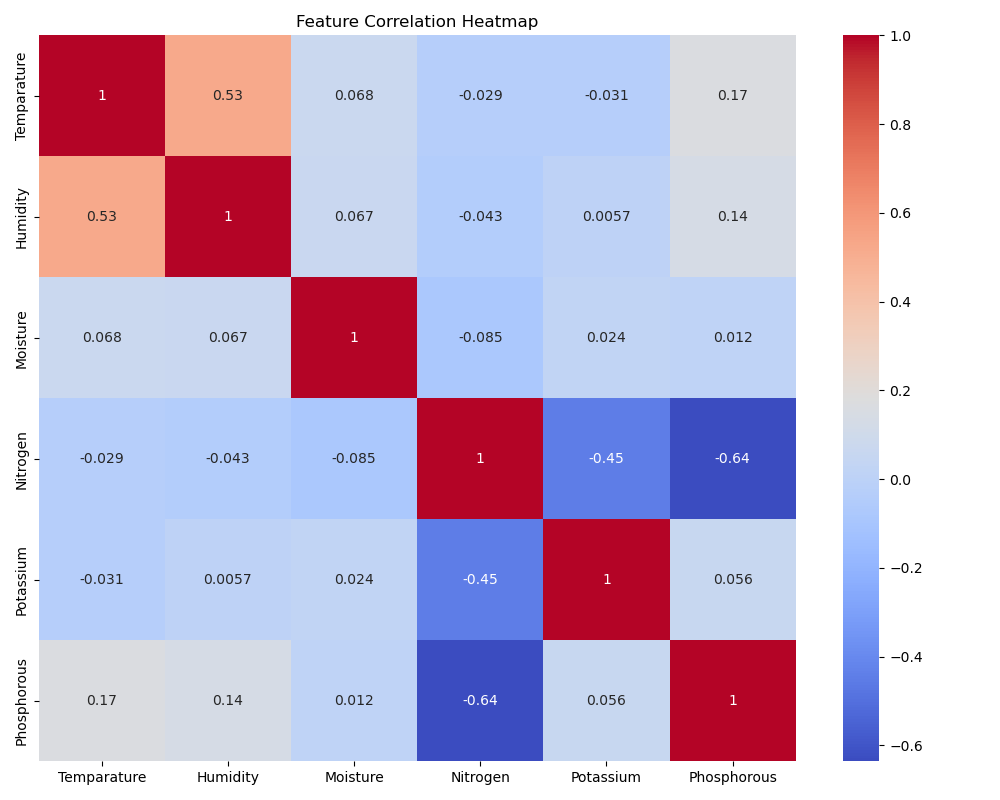 Feature Correlation Heatmap
Temparature 1 0.53 0.068 -0.029 -0.031 0.17
Humidity 0.53 1 0.067 -0.043 0.0057 0.14
Moisture 0.068 0.067 1 -0.085 0.024 0.012
Nitrogen -0.029 -0.043 -0.085 1 -0.45 -0.64
Potassium -0.031 0.0057 0.024 -0.45 1 0.056
Phosphorous 0.17 0.14 0.012 -0.64 0.056 1
Temparature Humidity Moisture Nitrogen Potassium Phosphorous
1.0
0.8
0.6
0.4
0.2
0.0
−0.2
−0.4
−0.6